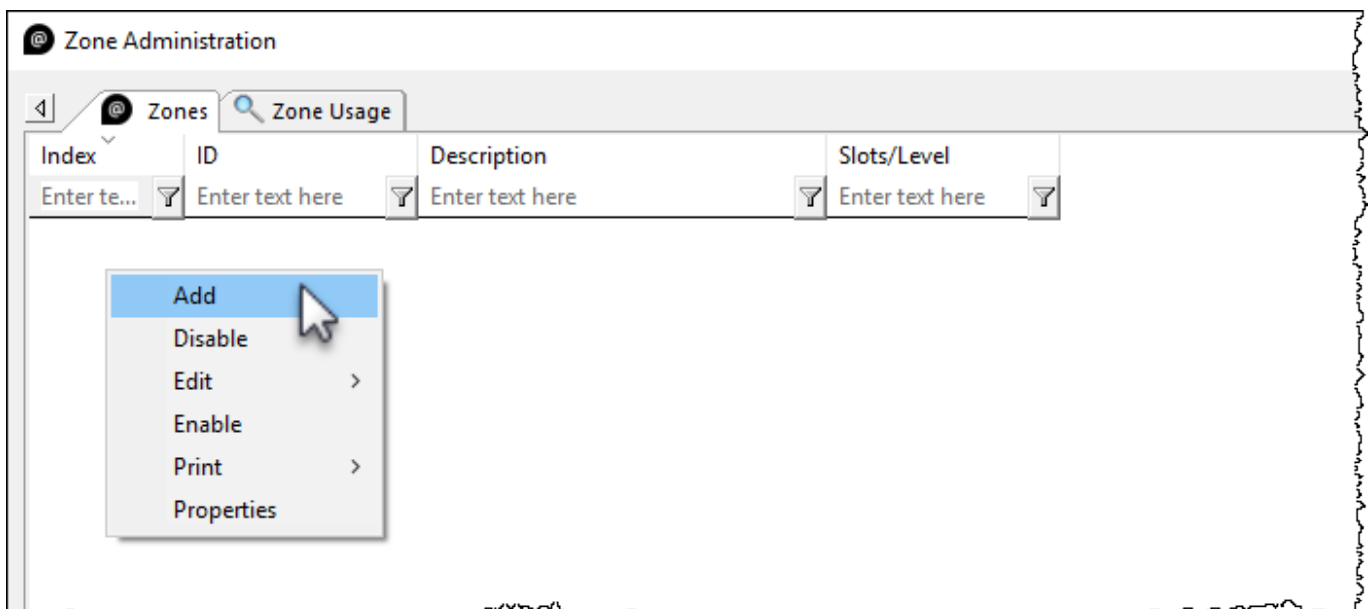 @ Zone Administration
@ Zones Zone Usage
Index ID Description Slots/Level
Enter te... Enter text here Enter text here Enter text here
Add
Disable
Edit >
Enable
Print >
Properties